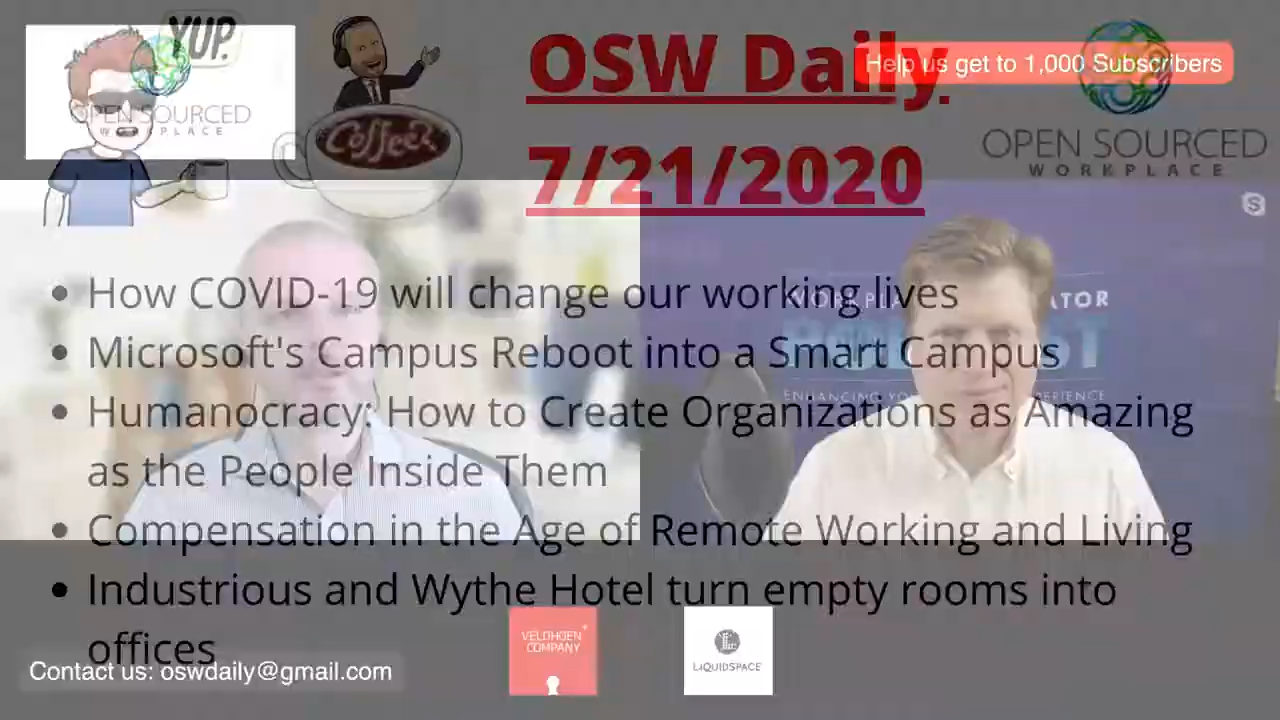 YUP.
OPEN SOURCED
WORKPLACE
Coffee?
OSW Daily
7/21/2020
Help us get to 1,000 Subscribers
OPEN SOURCED
WORKPLACE
How COVID-19 will change our working lives
Microsoft's Campus Reboot into a Smart Campus
Humanocracy: How to Create Organizations as Amazing
as the People Inside Them
Compensation in the Age of Remote Working and Living
Industrious and Wythe Hotel turn empty rooms into
offices
Contact us: oswdaily@gmail.com
VELDHOEN
COMPANY
LiQUIDSPACE